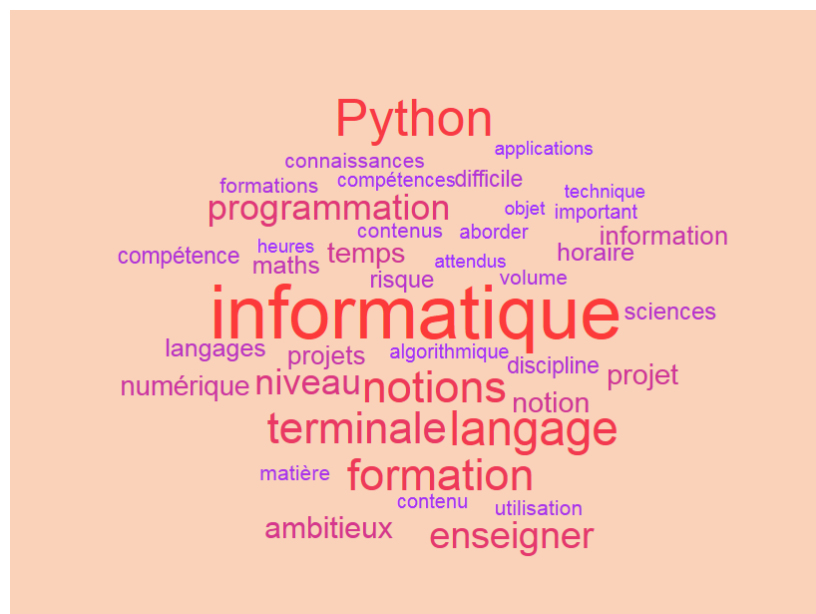 Python
applications
connaissances
formations compétences difficile
technique
programmation objet important
contenus aborder information
compétence heures temps horaire
maths attendus
risque volume
informatique sciences
langages projets algorithmique
discipline
numérique niveau notions projet
notion
terminale langage
matière formation
contenu utilisation
ambitieux enseigner